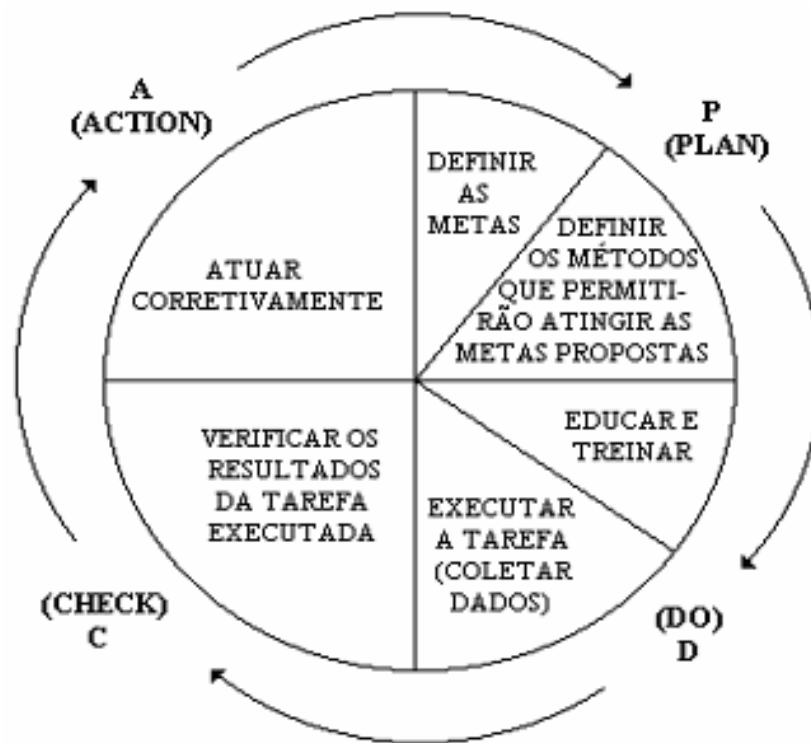 A
(ACTION)
P
(PLAN)
DEFINIR
AS
METAS
DEFINIR
OS MÉTODOS
QUE PERMITI-
RÃO ATINGIR AS
METAS PROPOSTAS
ATUAR
CORRETIVAMENTE
EDUCAR E
TREINAR
VERIFICAR OS
RESULTADOS
DA TAREFA
EXECUTADA
EXECUTAR
A TAREFA
(COLETAR
DADOS)
(CHECK)
C
(DO)
D